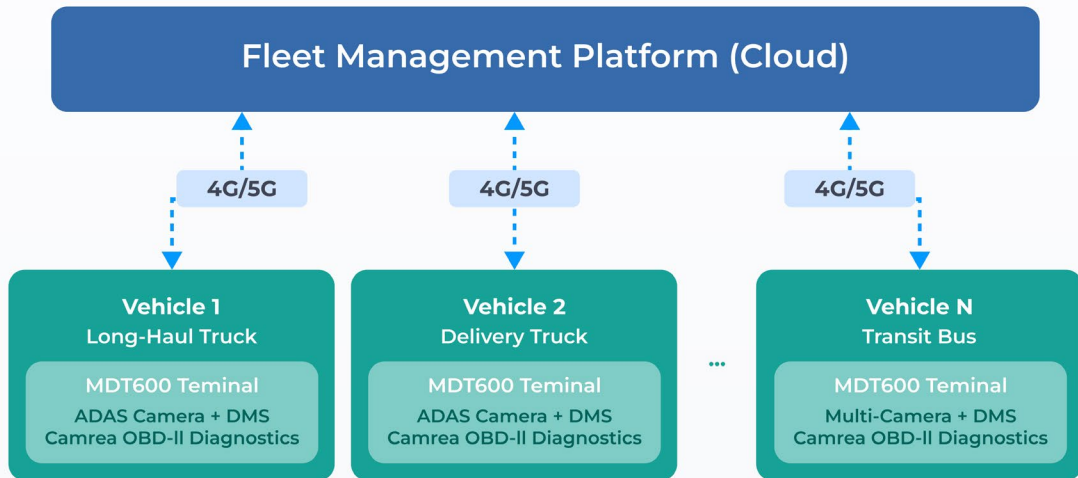 Fleet Management Platform (Cloud)
4G/5G
4G/5G
4G/5G
Vehicle 1
Long-Haul Truck
MDT600 Teminal
ADAS Camera + DMS
Camrea OBD-ll Diagnostics
Vehicle 2
Delivery Truck
MDT600 Teminal
ADAS Camera + DMS
Camrea OBD-ll Diagnostics
...
Vehicle N
Transit Bus
MDT600 Teminal
Multi-Camera + DMS
Camrea OBD-ll Diagnostics